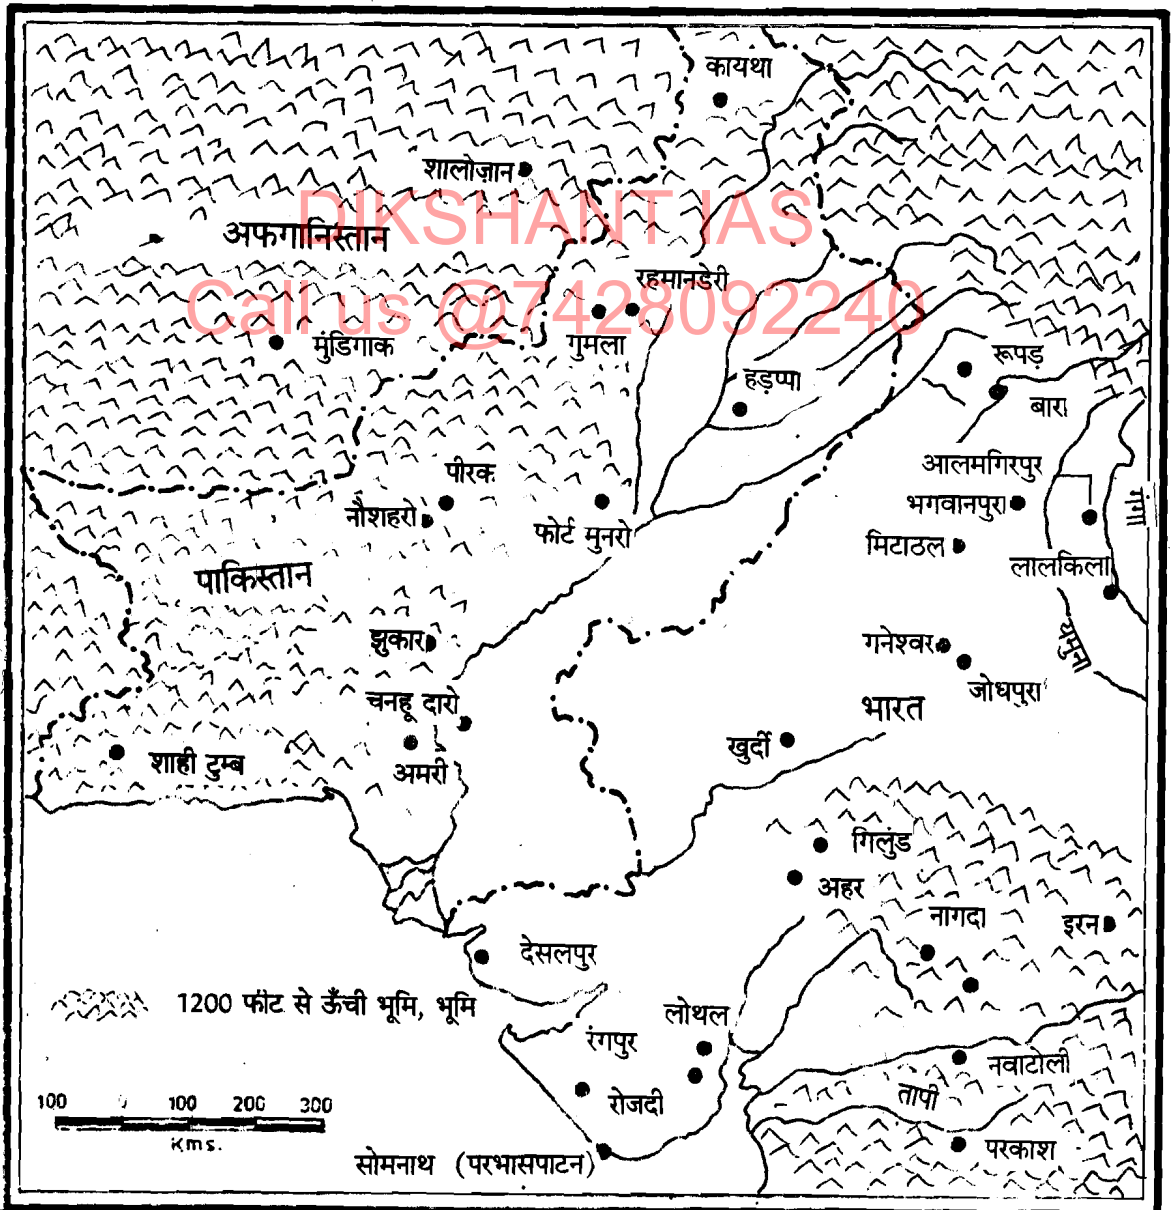 कायथा
शालोज़ान
DIKSHANT IAS
अफगानिस्तान
रहमानडेरी
Call us @7428092240
मुंडिगाक
गुमला
रूपड़
हड़प्पा
बारा
पीरक
आलमगिरपुर
नौशहरो
भगवानपुरा
गंगा
फोर्ट मुनरो
मिटाठल
पाकिस्तान
लालकिला
झुकार
गनेश्वर
यमुना
चनहू दारो
जोधपुरा
भारत
शाही टुम्ब
अमरी
खुर्दी
गिलुंड
अहर
नागदा
इरन
देसलपुर
1200 फीट से ऊँची भूमि, भूमि
लोथल
रंगपुर
नवाटोली
100 0 100 200 300
Kms.
रोजदी
तापी
सोमनाथ (परभासपाटन)
परकाश